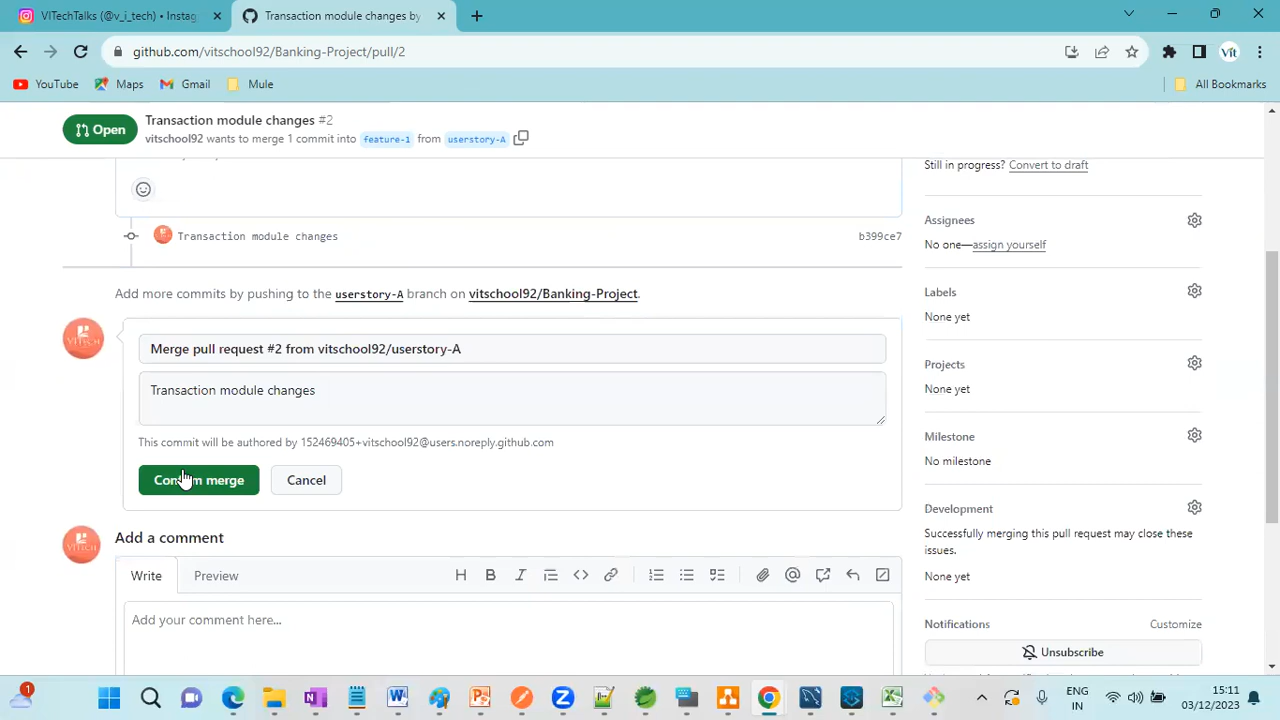 VITechTalks (@v_i_tech) • Instag
Transaction module changes by
github.com/vitschool92/Banking-Project/pull/2
Vit
YouTube
Maps
Gmail
Mule
All Bookmarks
Open
Transaction module changes #2
vitschool92 wants to merge 1 commit into feature-1 from userstory-A
Still in progress? Convert to draft
Transaction module changes
b399ce7
Assignees
No one—assign yourself
Add more commits by pushing to the userstory-A branch on vitschool92/Banking-Project.
Labels
None yet
Merge pull request #2 from vitschool92/userstory-A
Transaction module changes
Projects
None yet
This commit will be authored by 152469405+vitschool92@users.noreply.github.com
Milestone
No milestone
Confirm merge
Cancel
Development
Successfully merging this pull request may close these
issues.
None yet
Add a comment
Write
Preview
Add your comment here...
Notifications
Customize
Unsubscribe
1
ENG
IN
15:11
03/12/2023